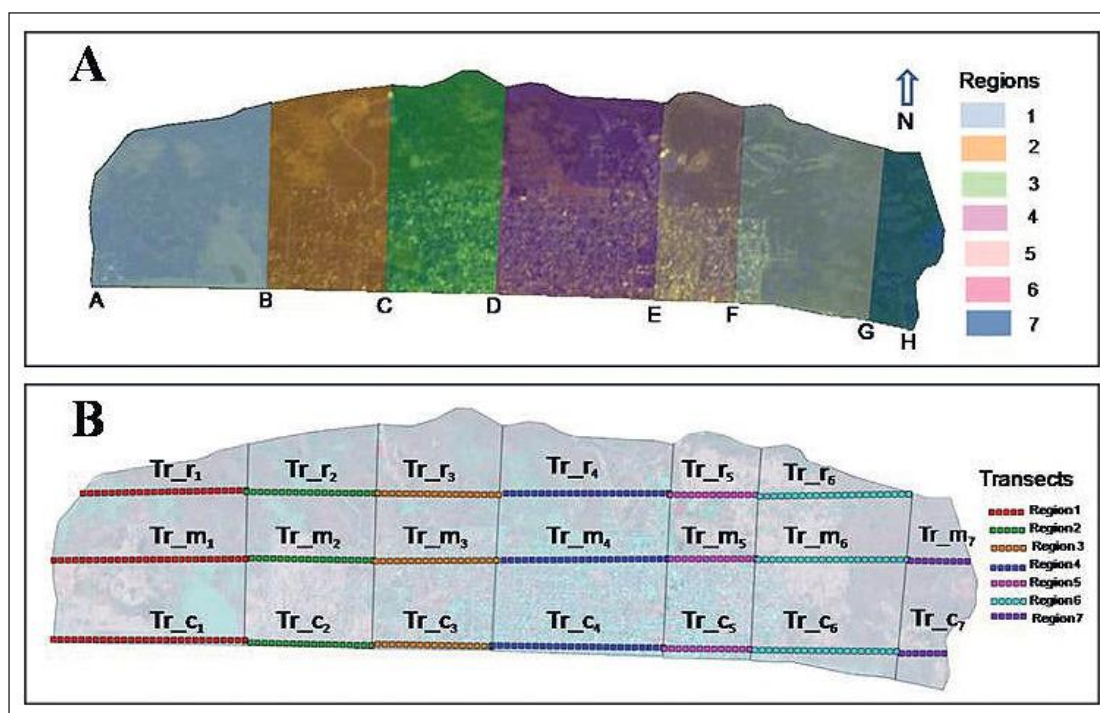 A
N
Regions
1
2
3
4
5
6
7
A B C D E F G H
B
Tr_r1 Tr_r2 Tr_r3 Tr_r4 Tr_r5 Tr_r6
Tr_m1 Tr_m2 Tr_m3 Tr_m4 Tr_m5 Tr_m6 Tr_m7
Tr_c1 Tr_c2 Tr_c3 Tr_c4 Tr_c5 Tr_c6 Tr_c7
Transects
Region1
Region2
Region3
Region4
Region5
Region6
Region7